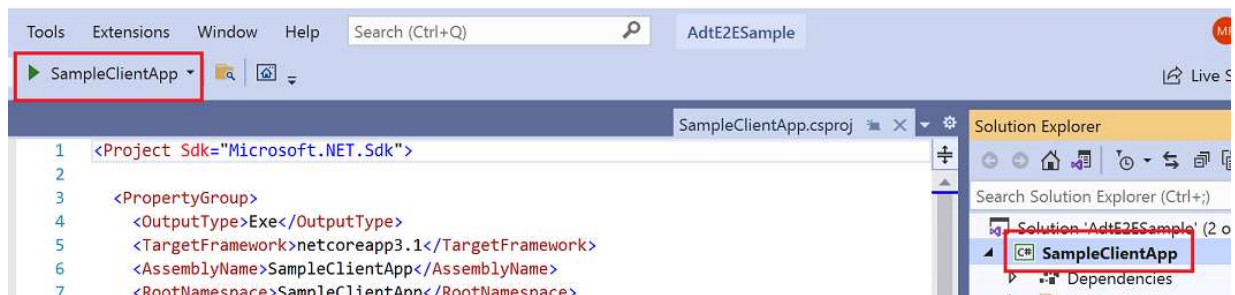 Tools Extensions Window Help Search (Ctrl+Q) AdtE2ESample
SampleClientApp
Live S
SampleClientApp.csproj
Solution Explorer
1 <Project Sdk="Microsoft.NET.Sdk">
2
3 <PropertyGroup>
4 <OutputType>Exe</OutputType>
5 <TargetFramework>netcoreapp3.1</TargetFramework>
6 <AssemblyName>SampleClientApp</AssemblyName>
7 <RootNamespace>SampleClientApp</RootNamespace>
Search Solution Explorer (Ctrl+;)
Solution 'AdtE2ESample' (2 o
C# SampleClientApp
Dependencies